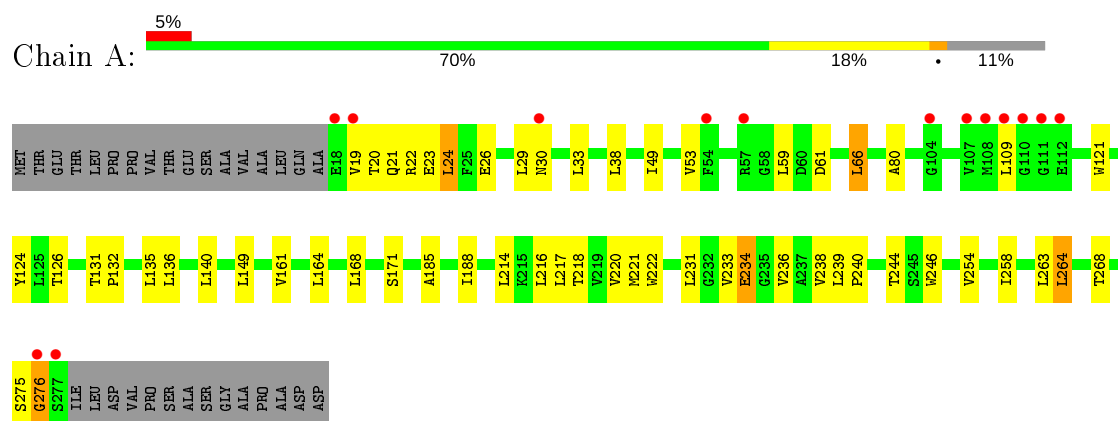 5%
Chain A:
70% 18% • 11%
MET THR GLU THR LEU PRO PRO VAL THR GLU SER ALA VAL ALA LEU GLN ALA E18 V19 T20 Q21 R22 E23 L24 F25 E26 L29 N30 L33 L38 I49 V53 F54 R57 G58 L59 D60 D61 L66 A80 G104 V107 M108 L109 G110 G111 E112 W121
Y124 L125 T126 T131 P132 L135 L136 L140 L149 V161 L164 L168 S171 A185 I188 L214 K215 L216 L217 T218 V219 V220 M221 W222 L231 G232 V233 E234 G235 V236 A237 V238 L239 P240 T244 S245 W246 V254 I258 L263 L264 T268
S275 G276 S277 ILE LEU ASP VAL PRO SER ALA SER GLY ALA PRO ALA ASP ASP